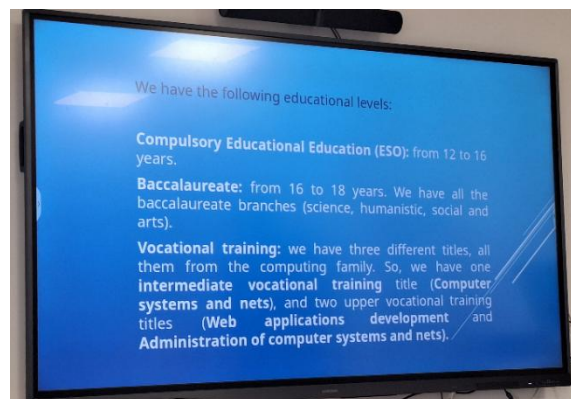 We have the following educational levels:
Compulsory Educational Education (ESO): from 12 to 16
years.
Baccalaureate: from 16 to 18 years. We have all the
baccalaureate branches (science, humanistic, social and
arts).
Vocational training: we have three different titles, all
them from the computing family. So, we have one
intermediate vocational training title (Computer
systems and nets), and two upper vocational training
titles (Web applications development and
Administration of computer systems and nets).